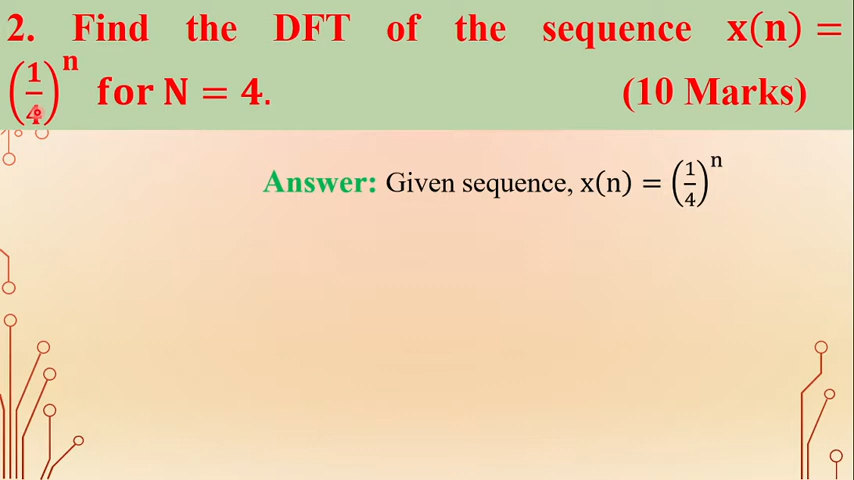 2. Find the DFT of the sequence x(n) =
(1/4)^n for N = 4. (10 Marks)
Answer: Given sequence, x(n) = (1/4)^n